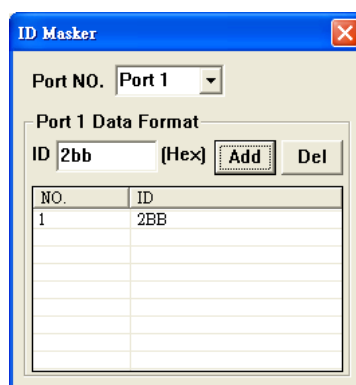 ID Masker
Port NO. Port 1
Port 1 Data Format
ID 2bb (Hex) Add Del
NO. ID
1 2BB